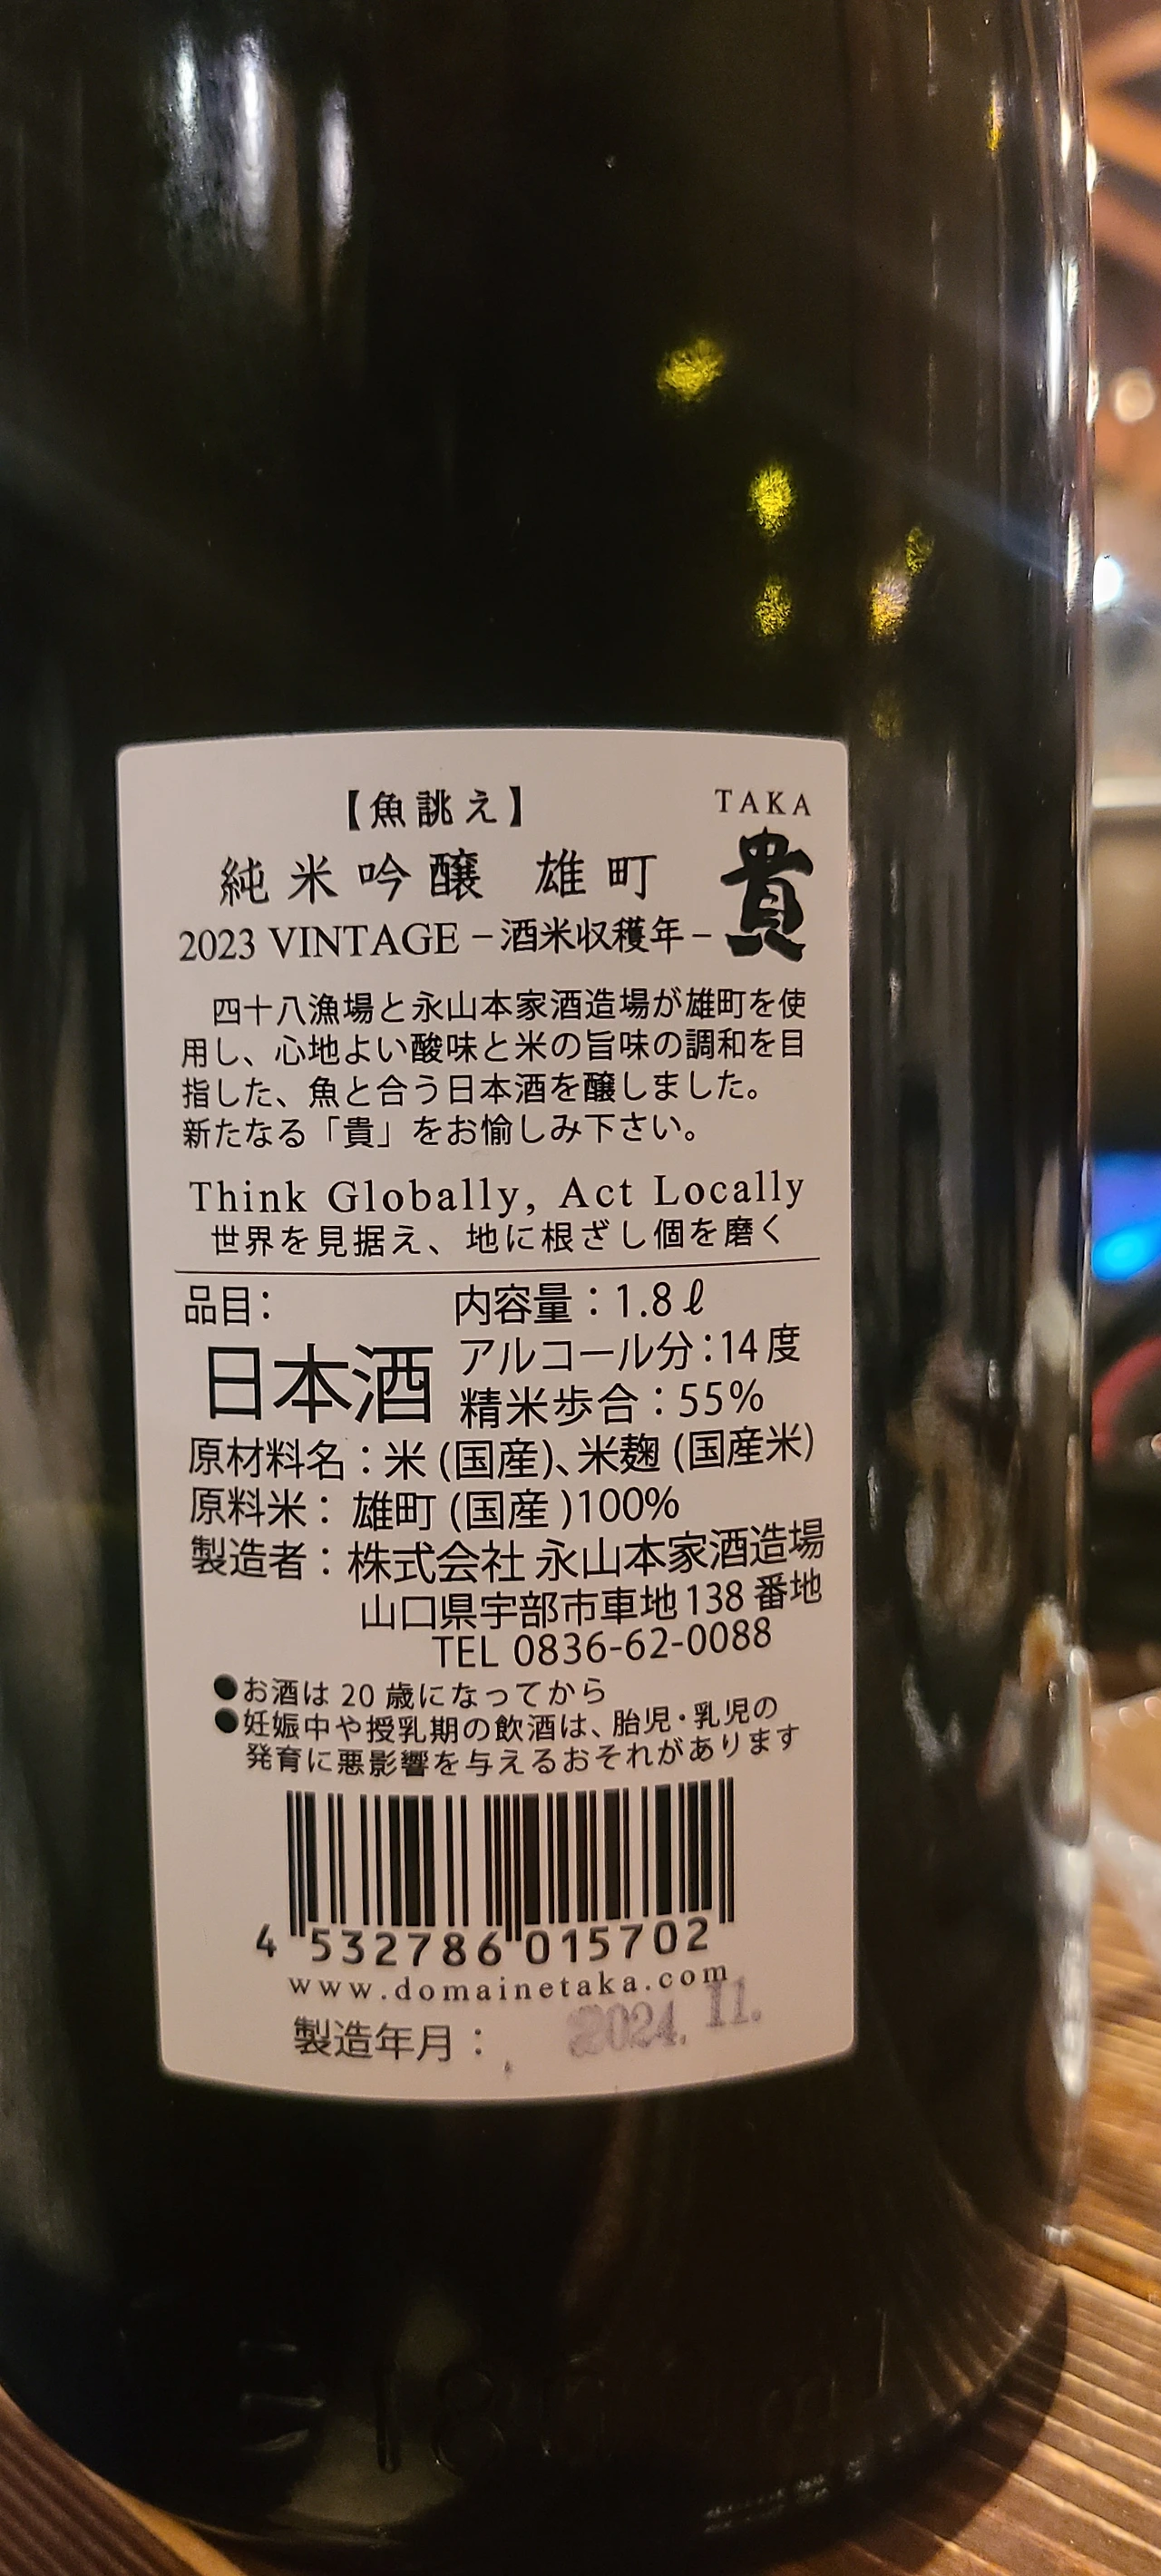 【魚誂え】
TAKA
純米吟醸 雄町
貴
2023 VINTAGE －酒米収穫年－
四十八漁場と永山本家酒造場が雄町を使
用し、心地よい酸味と米の旨味の調和を目
指した、魚と合う日本酒を醸しました。
新たなる「貴」をお愉しみ下さい。
Think Globally, Act Locally
世界を見据え、地に根ざし個を磨く
品目：
日本酒
内容量：1.8ℓ
アルコール分：14度
精米歩合：55%
原材料名：米 (国産)、米麹 (国産米)
原料米： 雄町 (国産 )100%
製造者：株式会社 永山本家酒造場
山口県宇部市車地138番地
TEL 0836-62-0088
●お酒は 20 歳になってから
●妊娠中や授乳期の飲酒は、胎児・乳児の
発育に悪影響を与えるおそれがあります
4 532786 015702
www.domainetaka.com
製造年月： 2024. 11.